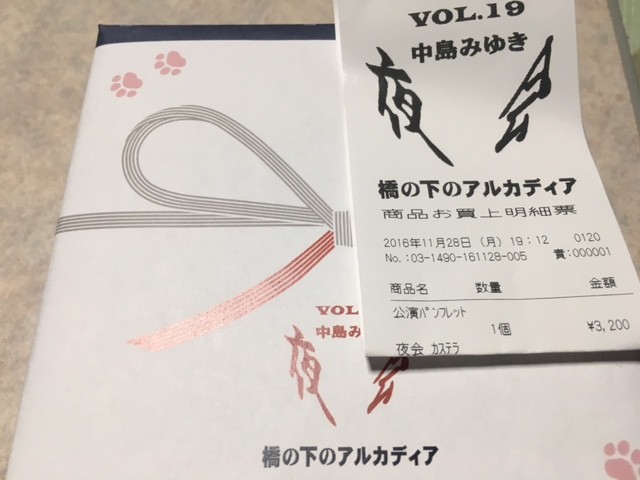 VOL.19
中島みゆき
夜会
橋の下のアルカディア
商品お買上明細票
2016年11月28日 (月) 19:12 0120
No.:03-1490-161128-005 責:000001
商品名 数量 金額
公演パンフレット
1個 ¥3,200
夜会 カステラ
VOL.
中島み
夜会
橋の下のアルカディア